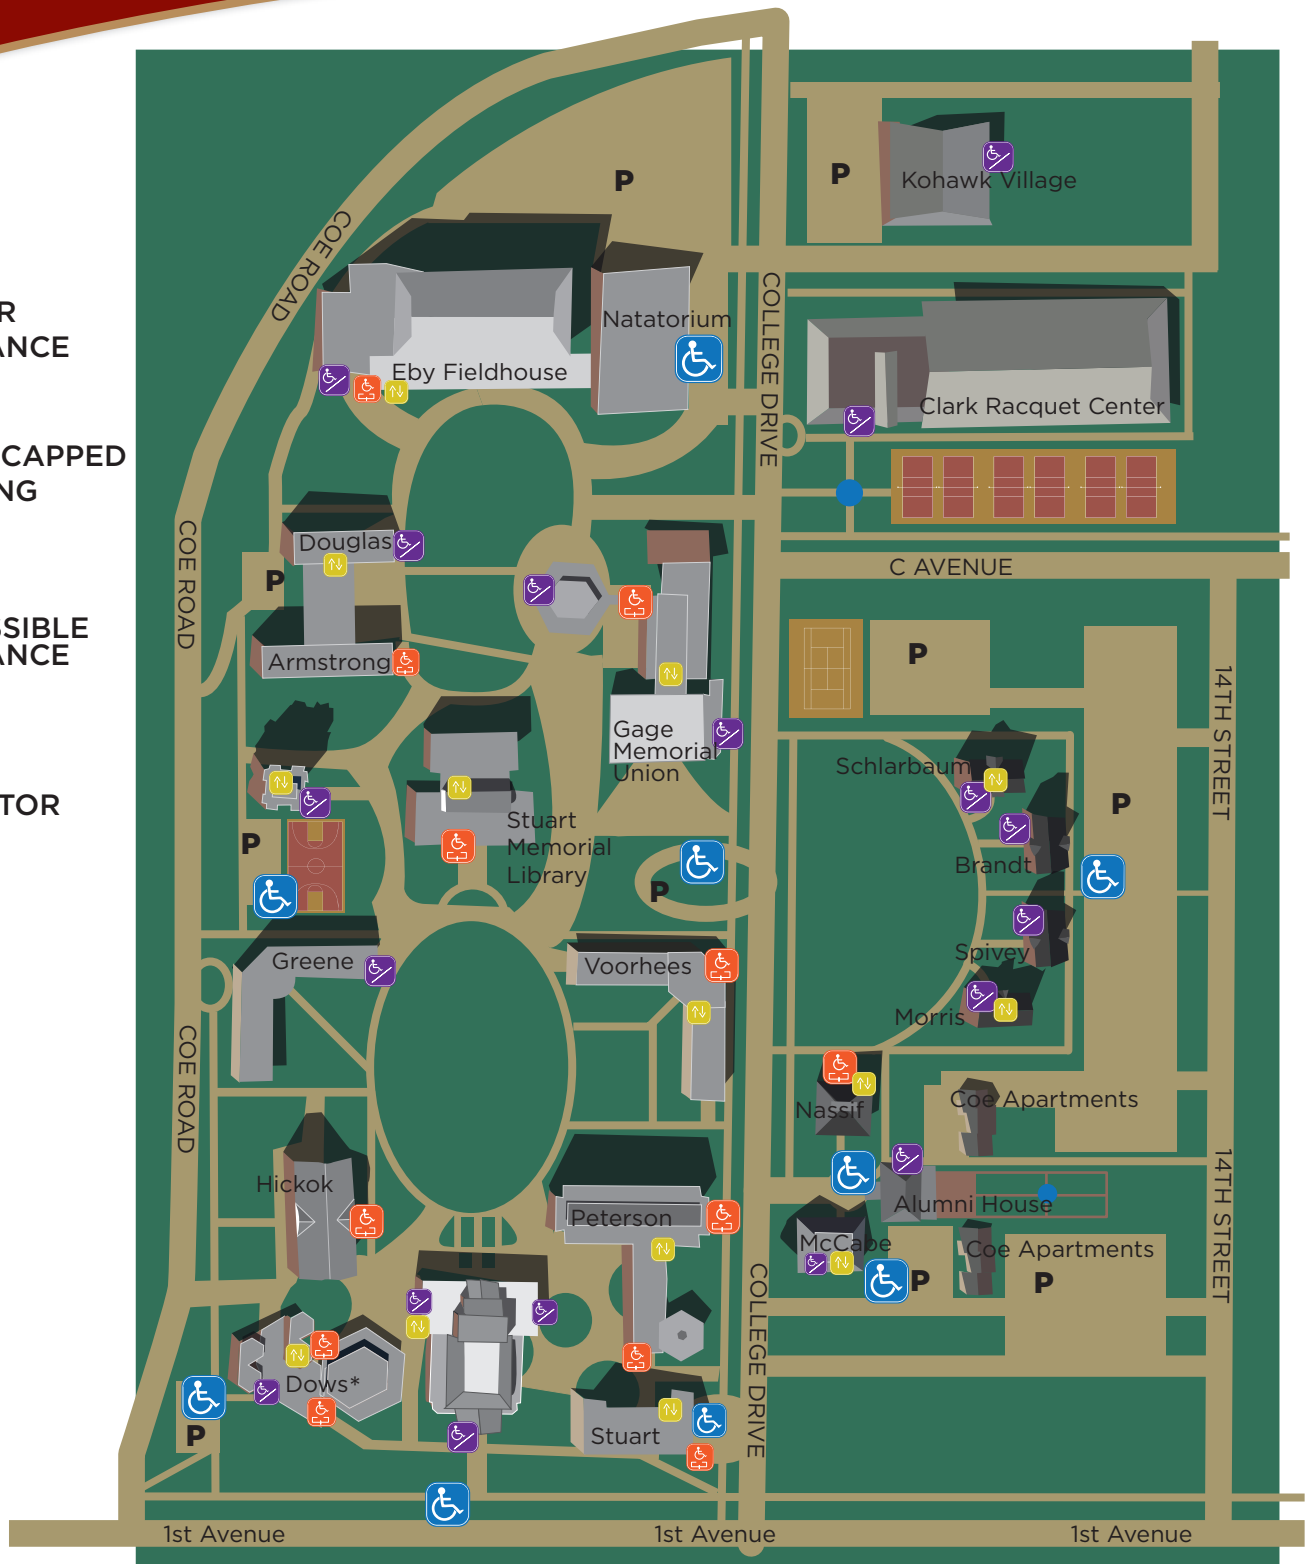 P
P
Kohawk Village
COE ROAD
COLLEGE DRIVE
Natatorium
Eby Fieldhouse
Clark Racquet Center
R
ANCE
CAPPED
NG
SSIBLE
ANCE
TOR
COE ROAD
Douglas
P
Armstrong
C AVENUE
P
14TH STREET
Gage
Memorial
Union
Schlarbaum
P
Stuart
Memorial
Library
P
P
Brandt
Spivey
Morris
Greene
Voorhees
COE ROAD
Nassif
Coe Apartments
14TH STREET
Hickok
Peterson
Alumni House
McCabe
P
Coe Apartments
P
COLLEGE DRIVE
Dows*
P
Stuart
1st Avenue
1st Avenue
1st Avenue